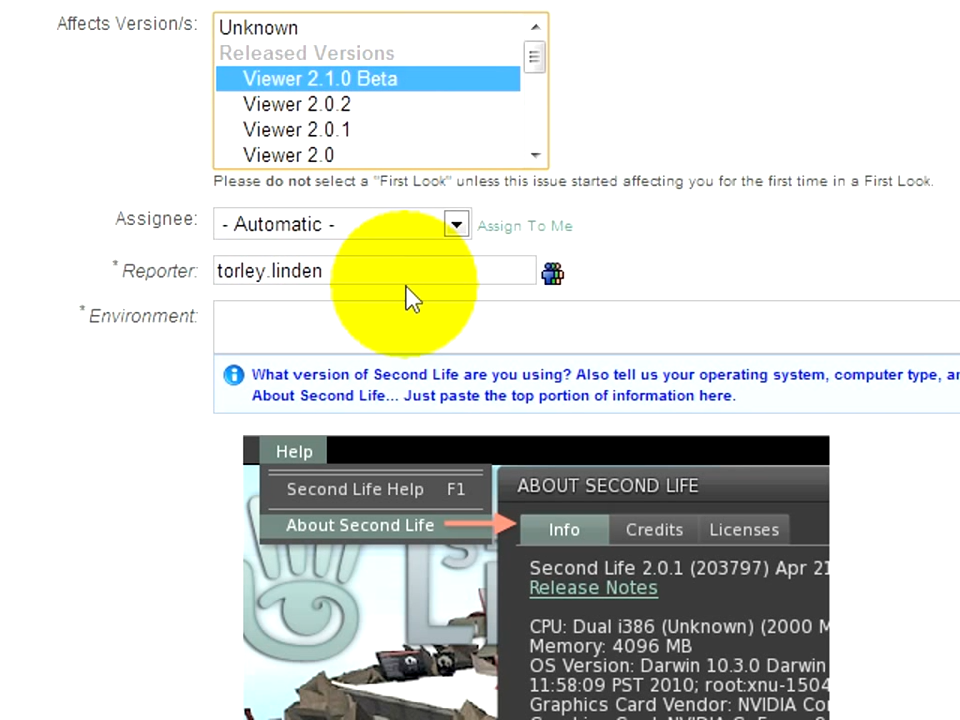 Affects Version/s:
Unknown
Released Versions
Viewer 2.1.0 Beta
Viewer 2.0.2
Viewer 2.0.1
Viewer 2.0
Please do not select a "First Look" unless this issue started affecting you for the first time in a First Look.
Assignee: - Automatic - Assign To Me
* Reporter: torley.linden
* Environment:
What version of Second Life are you using? Also tell us your operating system, computer type,
About Second Life... Just paste the top portion of information here.
Help
Second Life Help F1
About Second Life
ABOUT SECOND LIFE
Info Credits Licenses
Second Life 2.0.1 (203797) Apr 21
Release Notes
CPU: Dual i386 (Unknown) (2000
Memory: 4096 MB
OS Version: Darwin 10.3.0 Darwin
11:58:09 PST 2010; root:xnu-1504
Graphics Card Vendor: NVIDIA